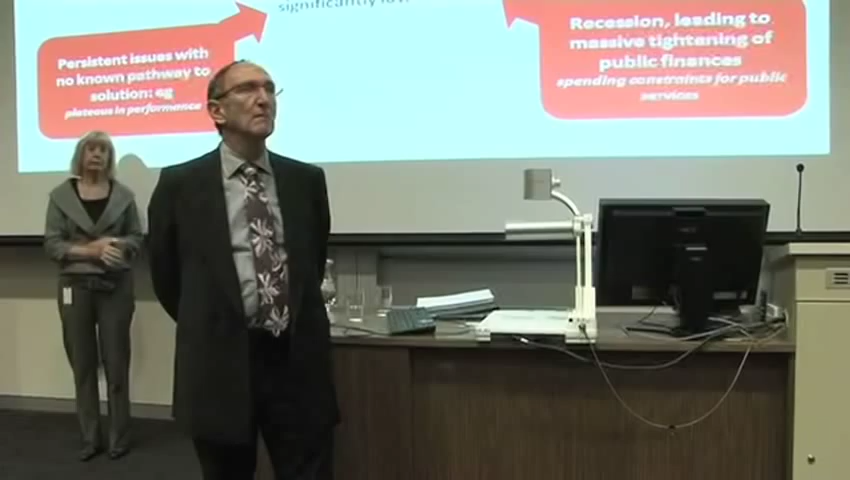 significantly low
Persistent issues with
no known pathway to
solution: eg
plateaus in performance
Recession, leading to
massive tightening of
public finances
spending constraints for public
services